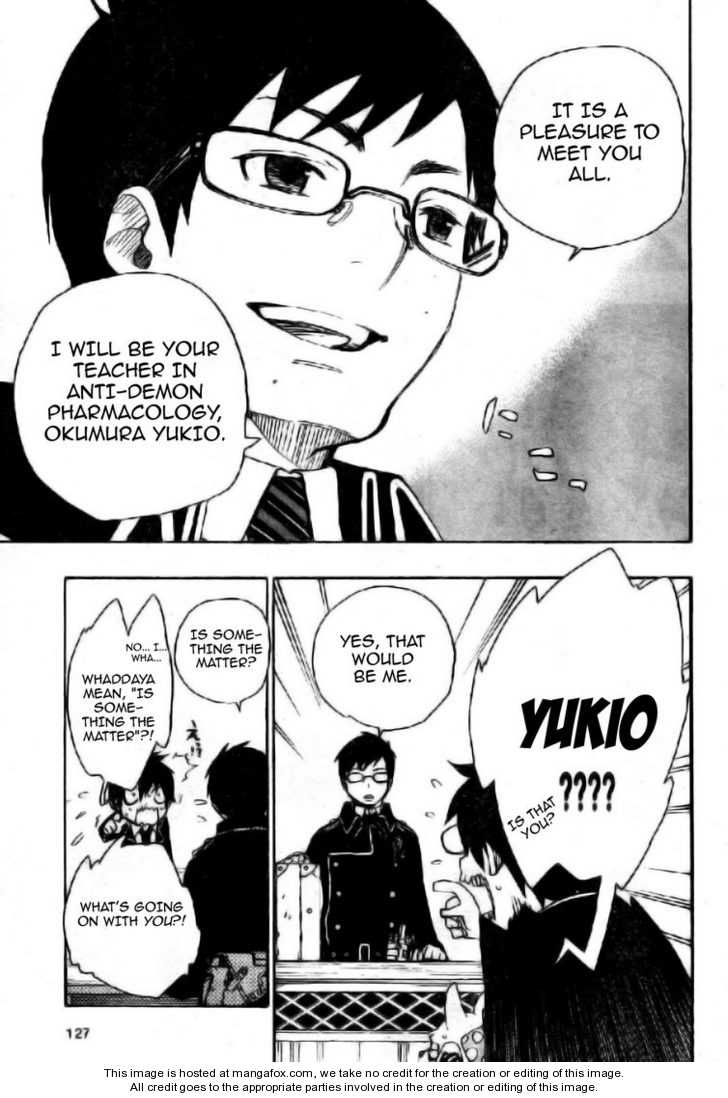 IT IS A
PLEASURE TO
MEET YOU
ALL.
I WILL BE YOUR
TEACHER IN
ANTI-DEMON
PHARMACOLOGY,
OKUMURA YUKIO.
YUKIO
????
IS THAT
YOU?
YES, THAT
WOULD
BE ME.
IS SOME-
THING THE
MATTER?
NO... I...
WHA...
WHADDAYA
MEAN, "IS
SOME-
THING THE
MATTER"?!
WHAT'S GOING
ON WITH YOU?!
127
This image is hosted at mangafox.com, we take no credit for the creation or editing of this image.
All credit goes to the appropriate parties involved in the creation or editing of this image.